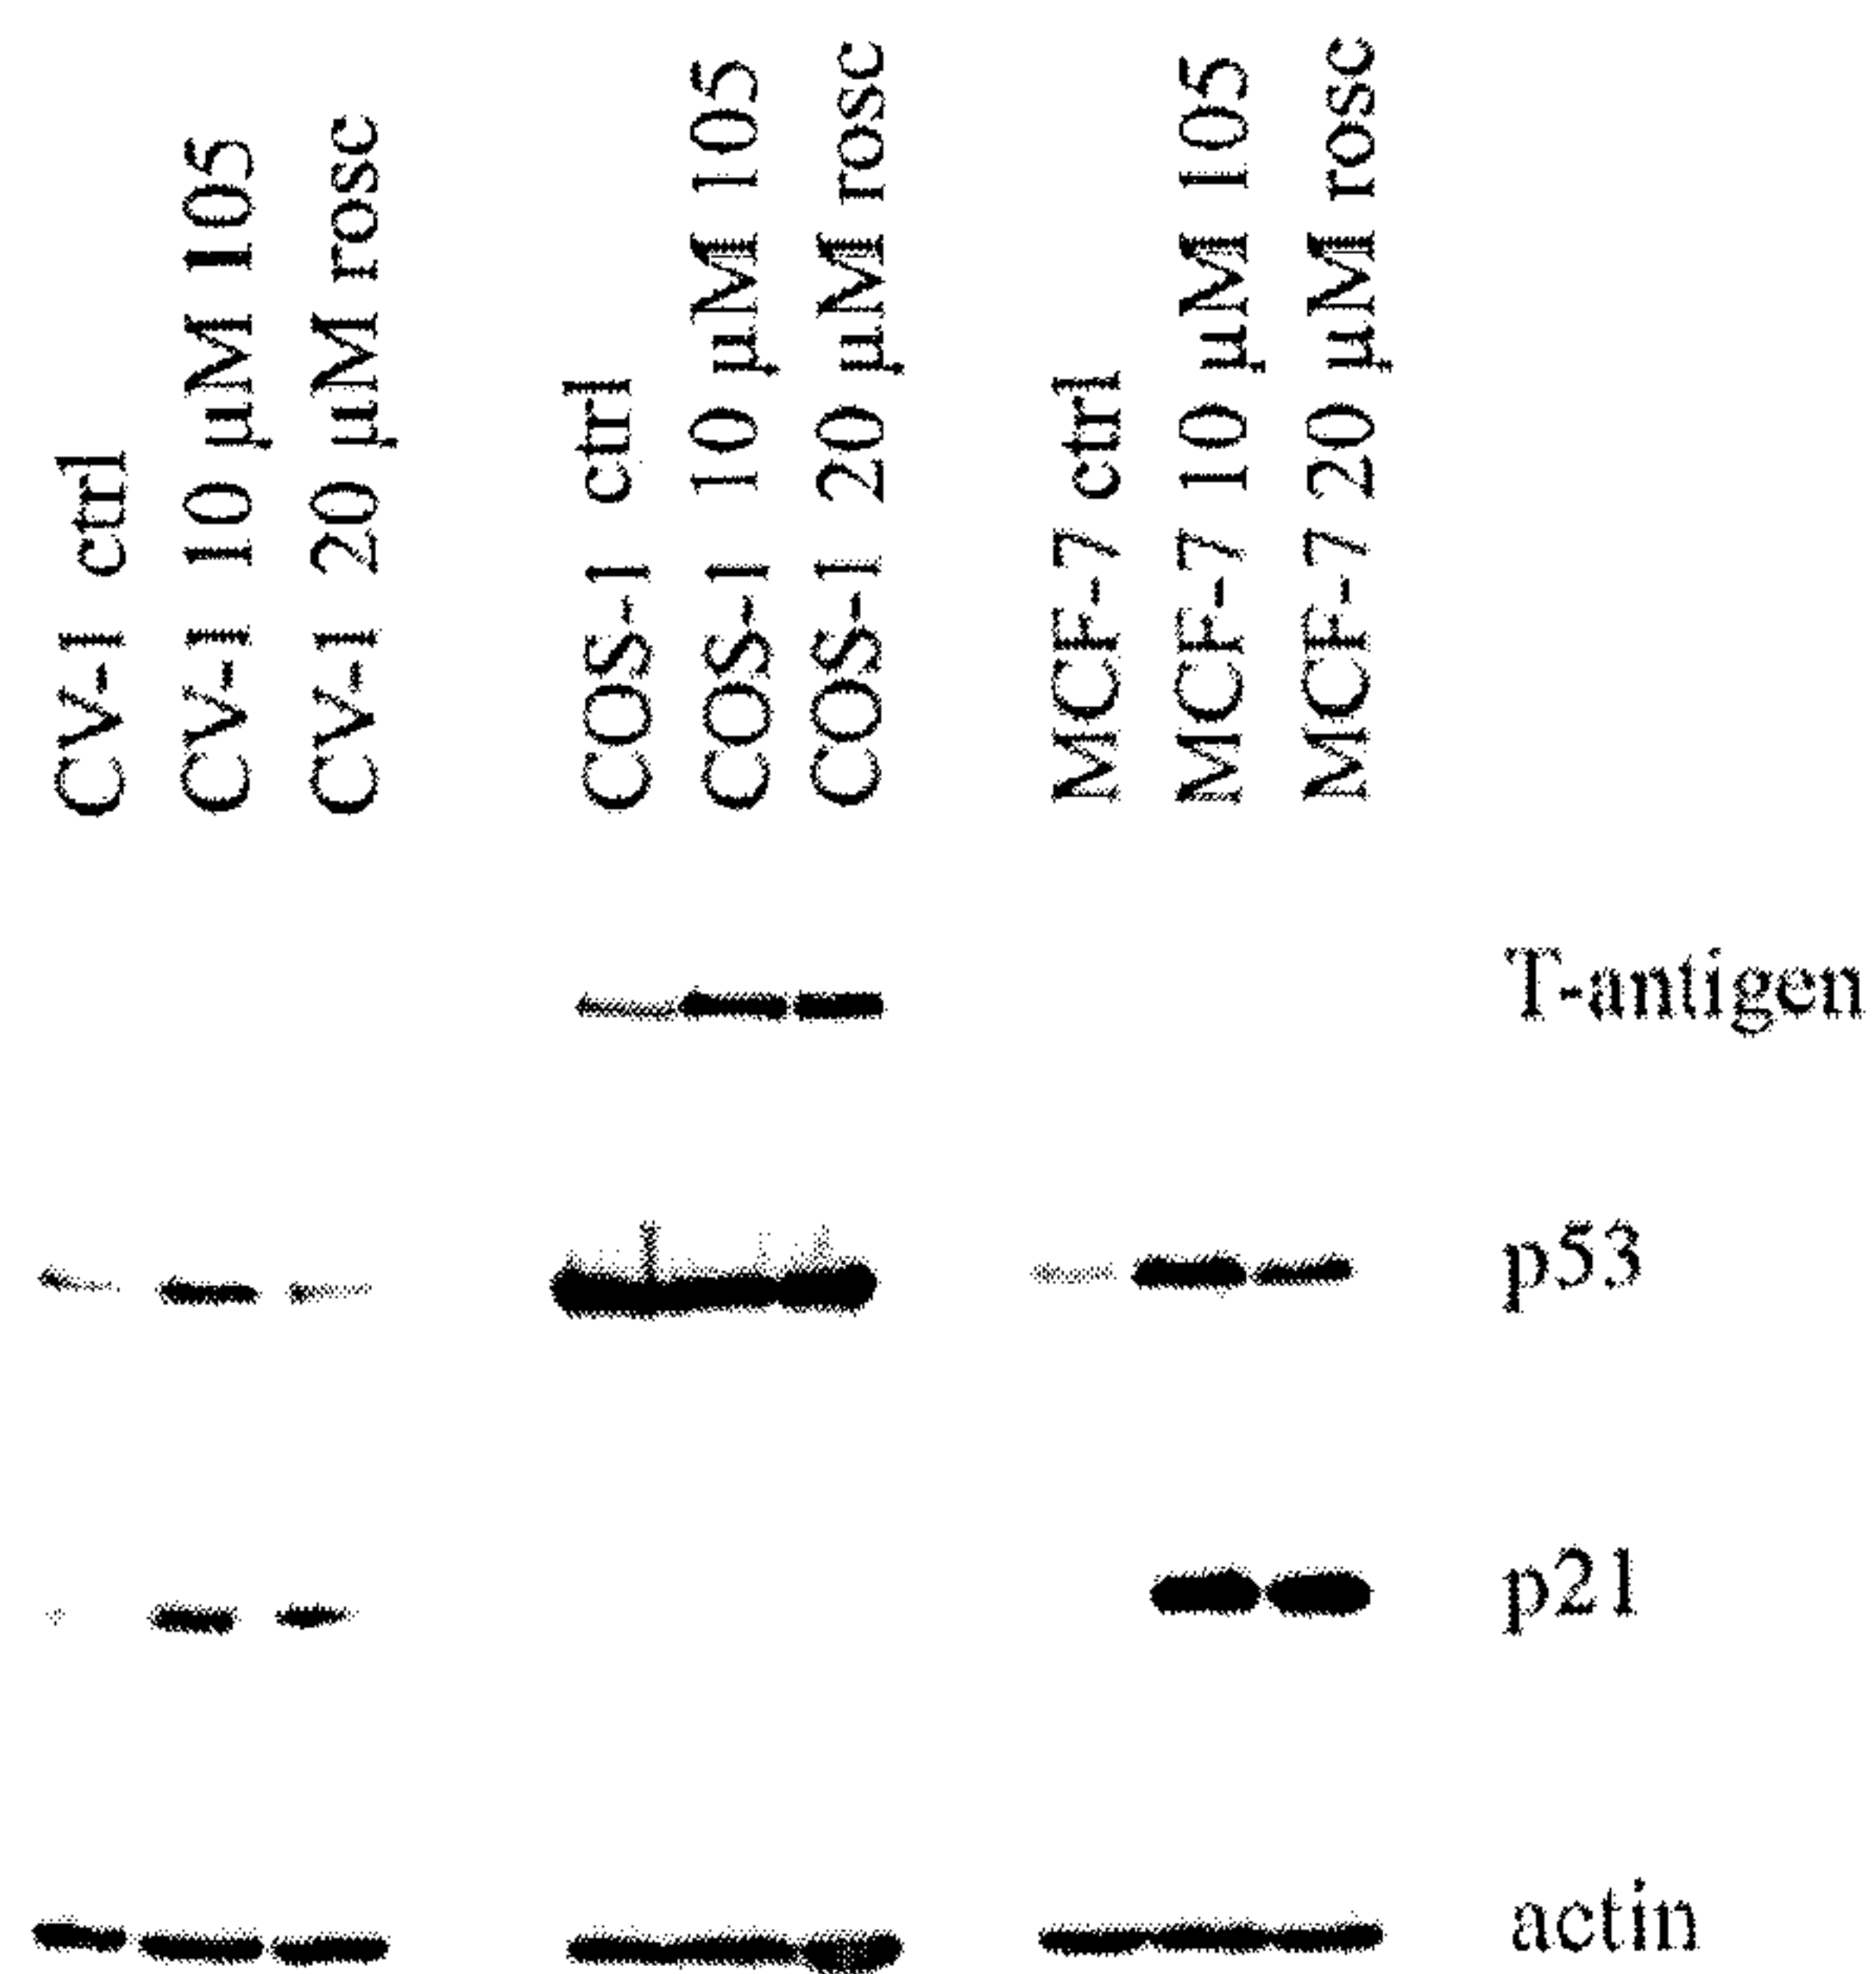 CV-1 ctrl
CV-1 10 µM 105
CV-1 20 µM rosc
COS-1 ctrl
COS-1 10 µM 105
COS-1 20 µM rosc
MCF-7 ctrl
MCF-7 10 µM 105
MCF-7 20 µM rosc
T-antigen
p53
p21
actin